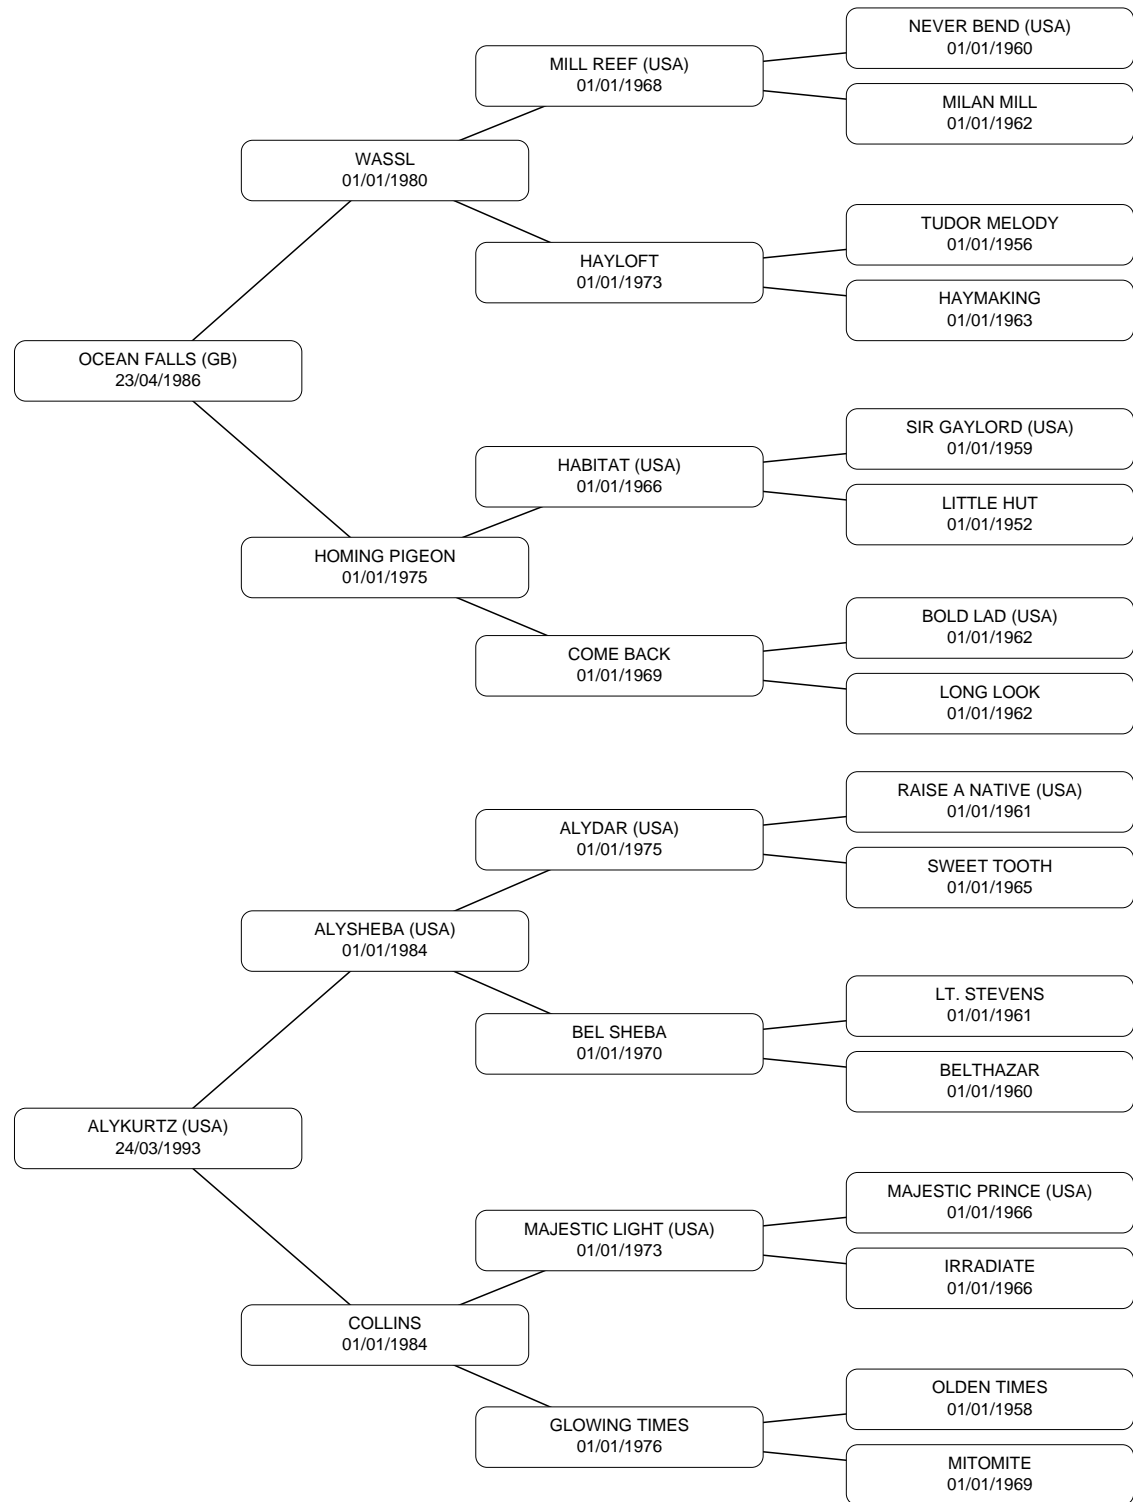 NEVER BEND (USA)
01/01/1960
MILL REEF (USA)
01/01/1968
MILAN MILL
01/01/1962
WASSL
01/01/1980
TUDOR MELODY
01/01/1956
HAYLOFT
01/01/1973
HAYMAKING
01/01/1963
OCEAN FALLS (GB)
23/04/1986
SIR GAYLORD (USA)
01/01/1959
HABITAT (USA)
01/01/1966
LITTLE HUT
01/01/1952
HOMING PIGEON
01/01/1975
BOLD LAD (USA)
01/01/1962
COME BACK
01/01/1969
LONG LOOK
01/01/1962
RAISE A NATIVE (USA)
01/01/1961
ALYDAR (USA)
01/01/1975
SWEET TOOTH
01/01/1965
ALYSHEBA (USA)
01/01/1984
LT. STEVENS
01/01/1961
BEL SHEBA
01/01/1970
BELTHAZAR
01/01/1960
ALYKURTZ (USA)
24/03/1993
MAJESTIC PRINCE (USA)
01/01/1966
MAJESTIC LIGHT (USA)
01/01/1973
IRRADIATE
01/01/1966
COLLINS
01/01/1984
OLDEN TIMES
01/01/1958
GLOWING TIMES
01/01/1976
MITOMITE
01/01/1969